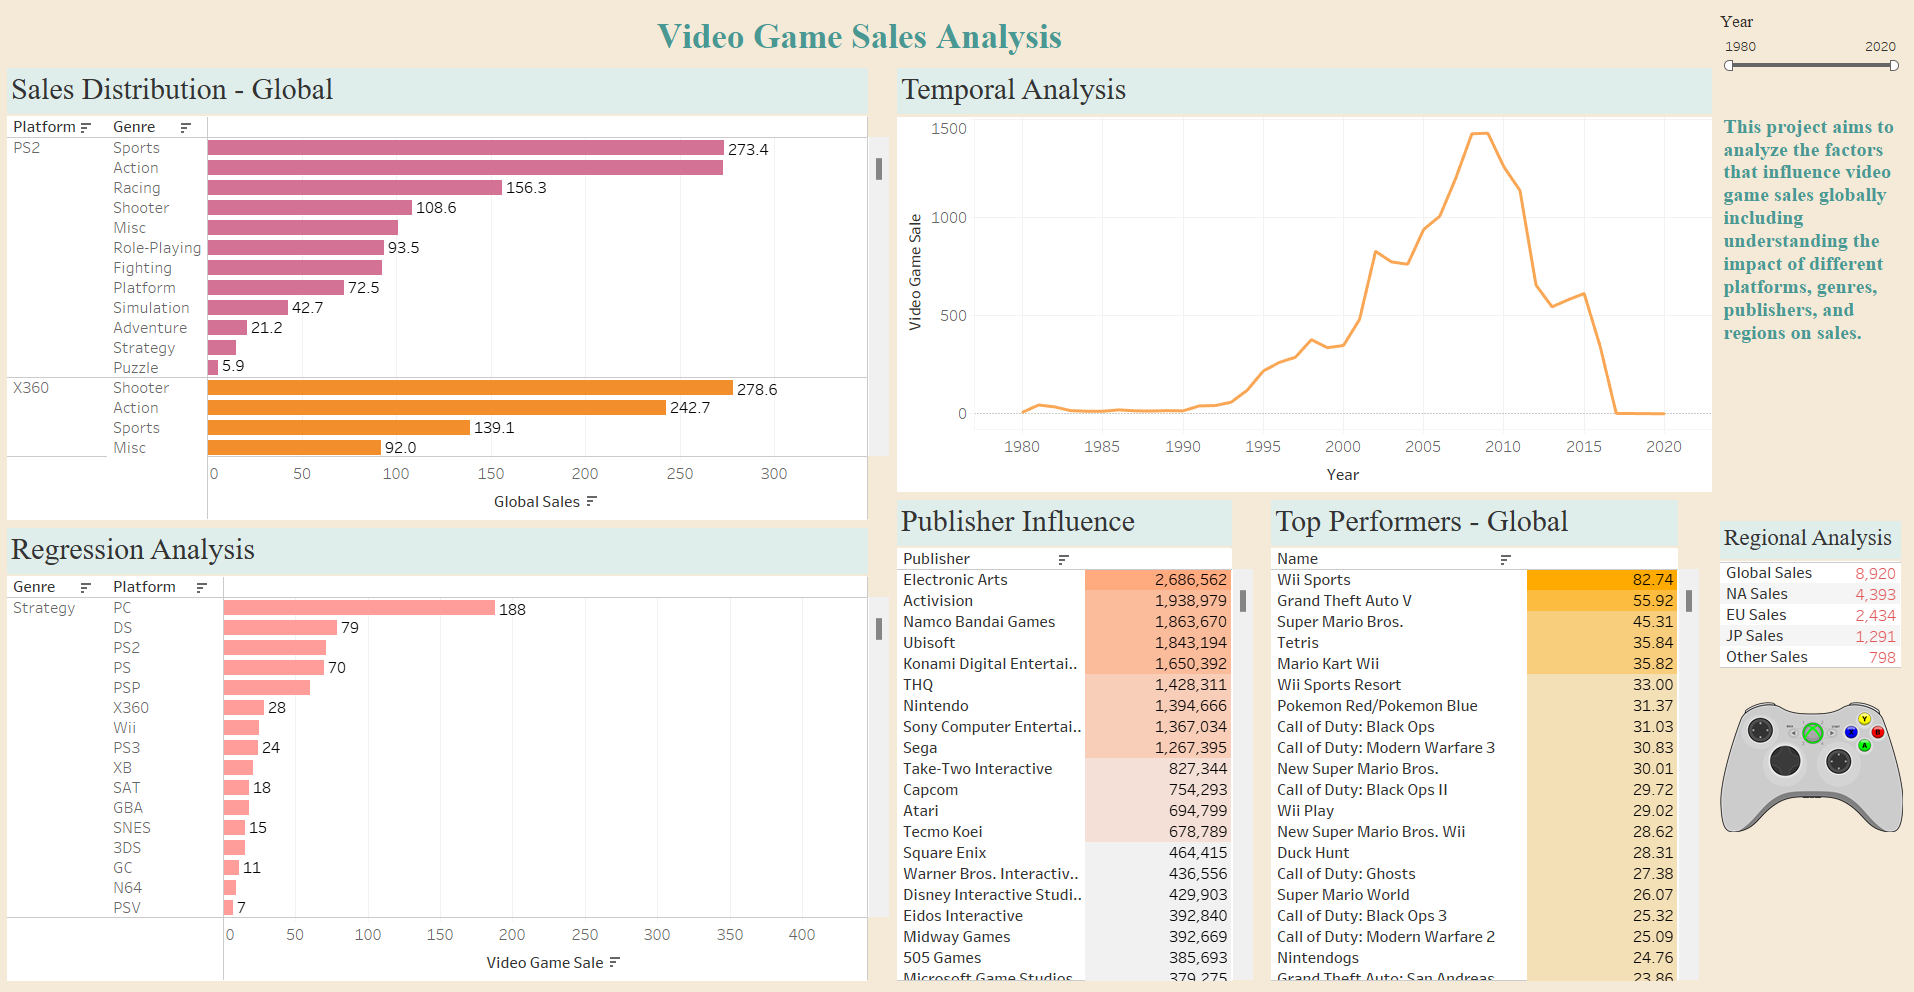 Video Game Sales Analysis
Year
1980 2020
Sales Distribution - Global
Platform Genre
PS2 Sports 273.4
Action
Racing 156.3
Shooter 108.6
Misc
Role-Playing 93.5
Fighting
Platform 72.5
Simulation 42.7
Adventure 21.2
Strategy
Puzzle 5.9
X360 Shooter 278.6
Action 242.7
Sports 139.1
Misc 92.0
0 50 100 150 200 250 300
Global Sales
Temporal Analysis
Video Game Sale
1500
1000
500
0
1980 1985 1990 1995 2000 2005 2010 2015 2020
Year
This project aims to
analyze the factors
that influence video
game sales globally
including
understanding the
impact of different
platforms, genres,
publishers, and
regions on sales.
Regression Analysis
Genre Platform
Strategy PC 188
DS 79
PS2
PS 70
PSP
X360 28
Wii
PS3 24
XB
SAT 18
GBA
SNES 15
3DS
GC 11
N64
PSV 7
0 50 100 150 200 250 300 350 400
Video Game Sale
Publisher Influence
Publisher
Electronic Arts 2,686,562
Activision 1,938,979
Namco Bandai Games 1,863,670
Ubisoft 1,843,194
Konami Digital Entertai.. 1,650,392
THQ 1,428,311
Nintendo 1,394,666
Sony Computer Entertai.. 1,367,034
Sega 1,267,395
Take-Two Interactive 827,344
Capcom 754,293
Atari 694,799
Tecmo Koei 678,789
Square Enix 464,415
Warner Bros. Interactiv.. 436,556
Disney Interactive Studi.. 429,903
Eidos Interactive 392,840
Midway Games 392,669
505 Games 385,693
Microsoft Game Studios 379,275
Top Performers - Global
Name
Wii Sports 82.74
Grand Theft Auto V 55.92
Super Mario Bros. 45.31
Tetris 35.84
Mario Kart Wii 35.82
Wii Sports Resort 33.00
Pokemon Red/Pokemon Blue 31.37
Call of Duty: Black Ops 31.03
Call of Duty: Modern Warfare 3 30.83
New Super Mario Bros. 30.01
Call of Duty: Black Ops II 29.72
Wii Play 29.02
New Super Mario Bros. Wii 28.62
Duck Hunt 28.31
Call of Duty: Ghosts 27.38
Super Mario World 26.07
Call of Duty: Black Ops 3 25.32
Call of Duty: Modern Warfare 2 25.09
Nintendogs 24.76
Grand Theft Auto: San Andreas 23.86
Regional Analysis
Global Sales 8,920
NA Sales 4,393
EU Sales 2,434
JP Sales 1,291
Other Sales 798
Y
B
A